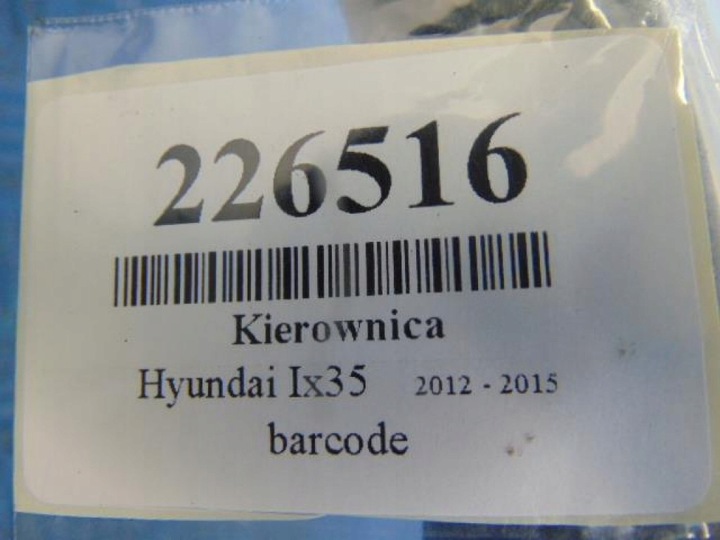 226516
Kierownica
Hyundai Ix35 2012 - 2015
barcode